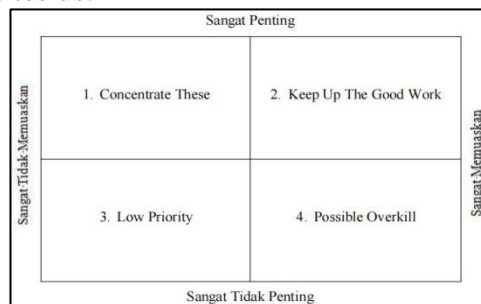 Sangat Penting
1. Concentrate These
2. Keep Up The Good Work
Sangat Tidak Memuaskan
Sangat Memuaskan
3. Low Priority
4. Possible Overkill
Sangat Tidak Penting